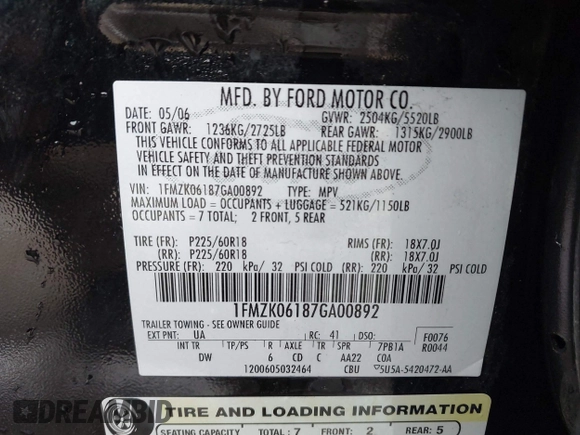 MFD. BY FORD MOTOR CO.
DATE: 05/06 GVWR: 2504KG/5520LB
FRONT GAWR: 1236KG/2725LB REAR GAWR: 1315KG/2900LB
THIS VEHICLE CONFORMS TO ALL APPLICABLE FEDERAL MOTOR
VEHICLE SAFETY AND THEFT PREVENTION STANDARDS IN
EFFECT ON THE DATE OF MANUFACTURE SHOWN ABOVE.
VIN: 1FMZK06187GA00892 TYPE: MPV
MAXIMUM LOAD = OCCUPANTS + LUGGAGE = 521KG/1150LB
OCCUPANTS = 7 TOTAL; 2 FRONT, 5 REAR
TIRE (FR): P225/60R18 RIMS (FR): 18X7.0J
(RR): P225/60R18 (RR): 18X7.0J
PRESSURE (FR): 220 kPa/ 32 PSI COLD (RR): 220 kPa/ 32 PSI COLD
1FMZK06187GA00892
TRAILER TOWING - SEE OWNER GUIDE
EXT PNT: UA RC: 41 DSO: F0076
INT TR TP/PS R AXLE TR SPR 7PB1A R0044
DW 6 CD C AA22 COA
1200605032464 CBU 5U5A-5420472-AA
TIRE AND LOADING INFORMATION
SEATING CAPACITY TOTAL: 7 FRONT: 2 REAR: 5
DREAMBID